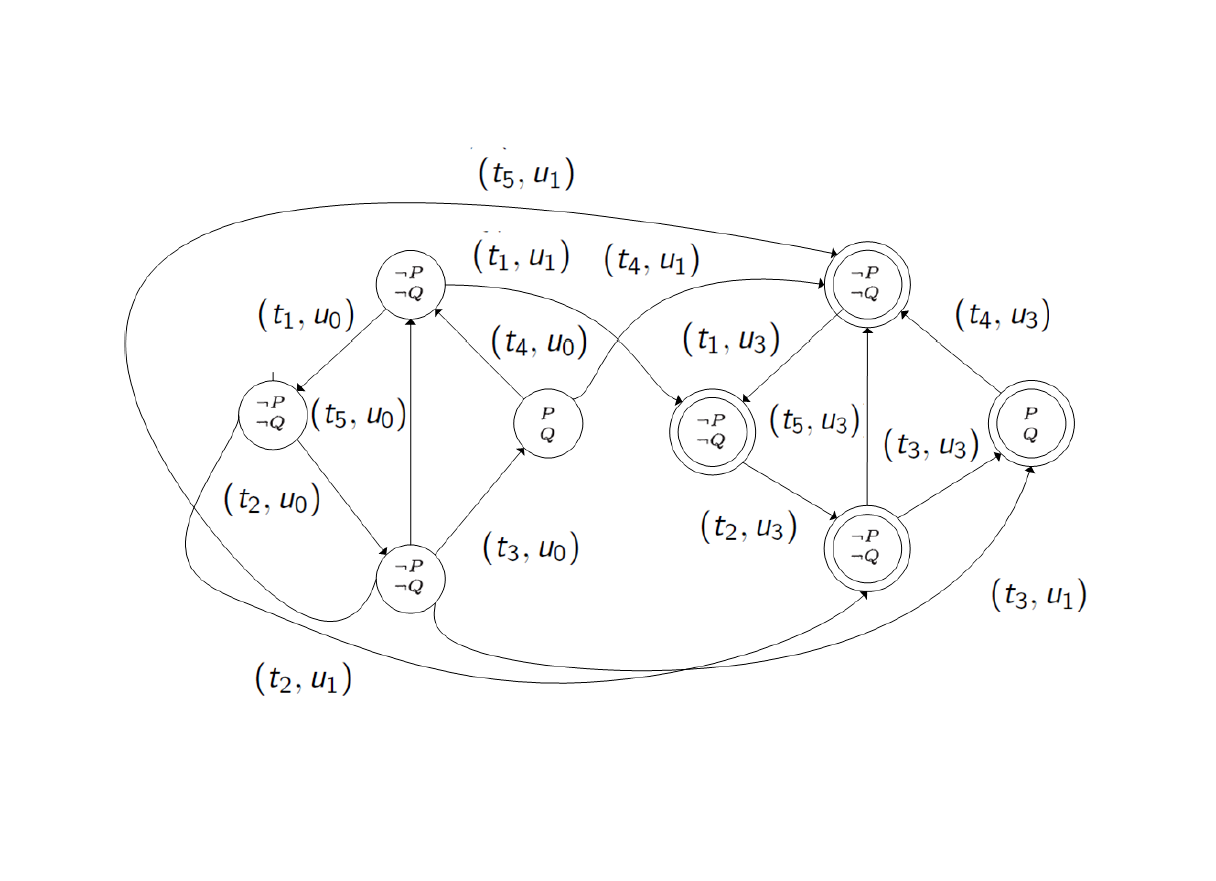 (t₅, u₁)
(t₁, u₁)
(t₄, u₁)
¬P
¬Q
¬P
¬Q
(t₁, u₀)
(t₄, u₀)
(t₁, u₃)
(t₄, u₃)
¬P
¬Q
(t₅, u₀)
P
Q
¬P
¬Q
(t₅, u₃)
(t₃, u₃)
P
Q
(t₂, u₀)
(t₂, u₃)
(t₃, u₀)
¬P
¬Q
¬P
¬Q
(t₃, u₁)
(t₂, u₁)